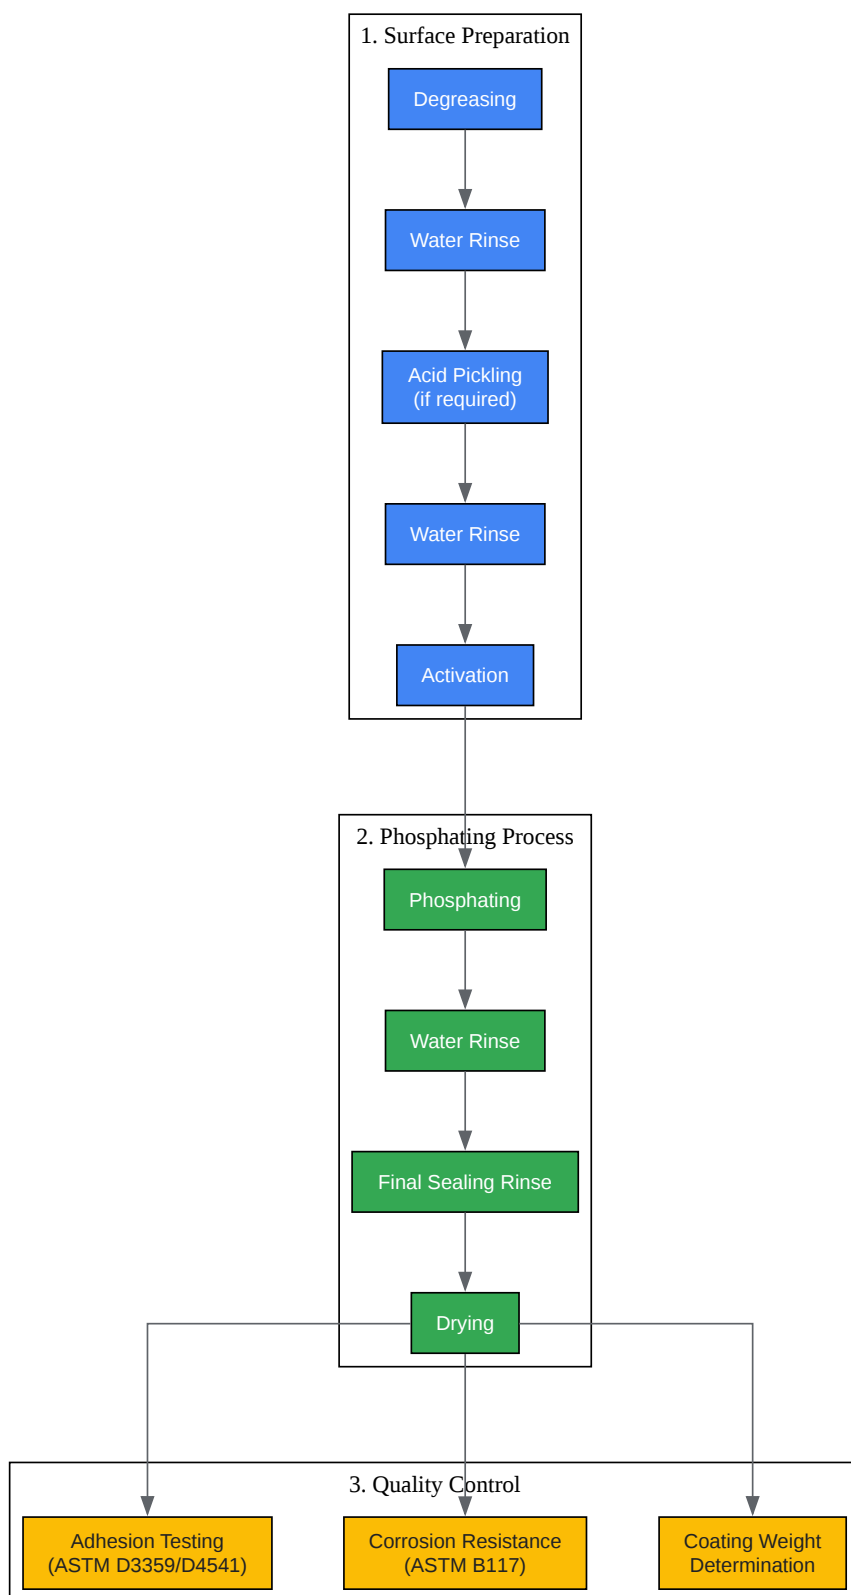 1. Surface Preparation
Degreasing
Water Rinse
Acid Pickling
(if required)
Water Rinse
Activation
2. Phosphating Process
Phosphating
Water Rinse
Final Sealing Rinse
Drying
3. Quality Control
Adhesion Testing
(ASTM D3359/D4541)
Corrosion Resistance
(ASTM B117)
Coating Weight
Determination